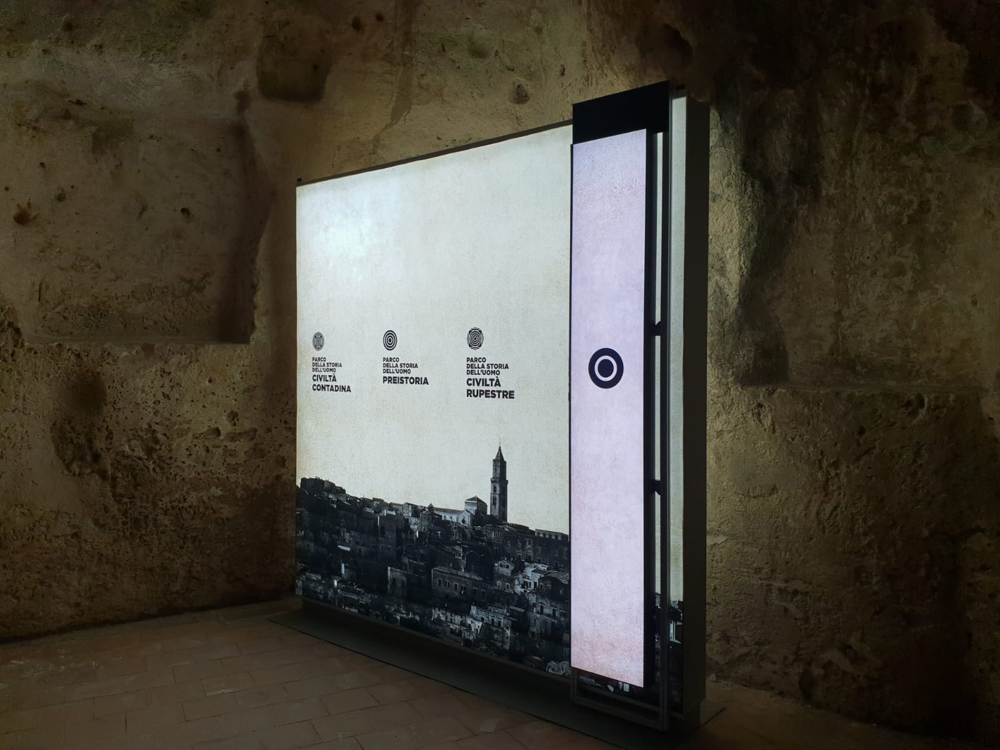 PARCO
DELLA STORIA
DELL'UOMO
CIVILTÀ
CONTADINA
PARCO
DELLA STORIA
DELL'UOMO
PREISTORIA
PARCO
DELLA STORIA
DELL'UOMO
CIVILTÀ
RUPESTRE